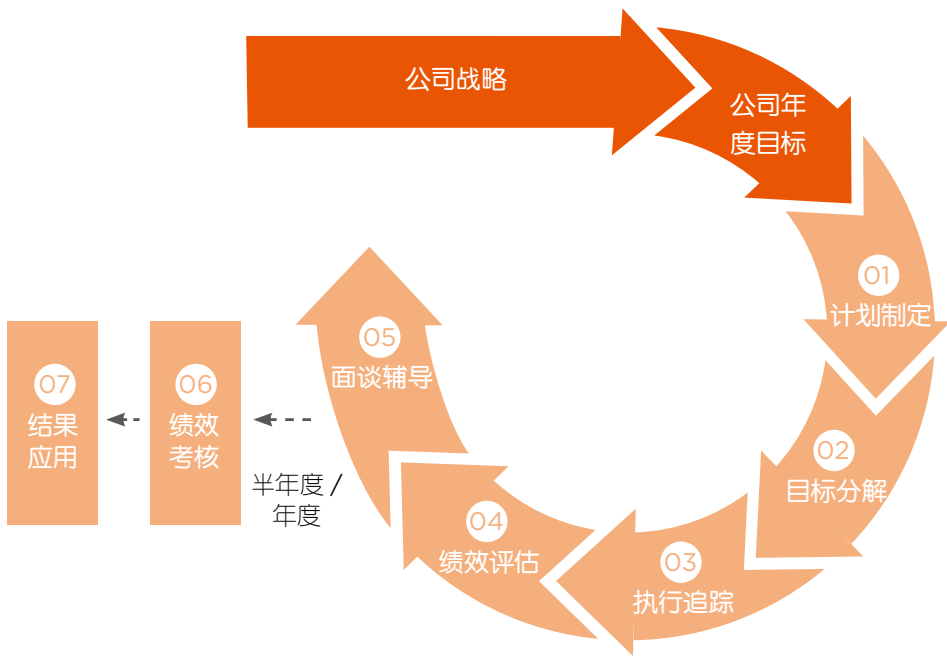 公司战略
公司年
度目标
01
计划制定
02
目标分解
03
执行追踪
04
绩效评估
05
面谈辅导
半年度 /
年度
06
绩效
考核
07
结果
应用